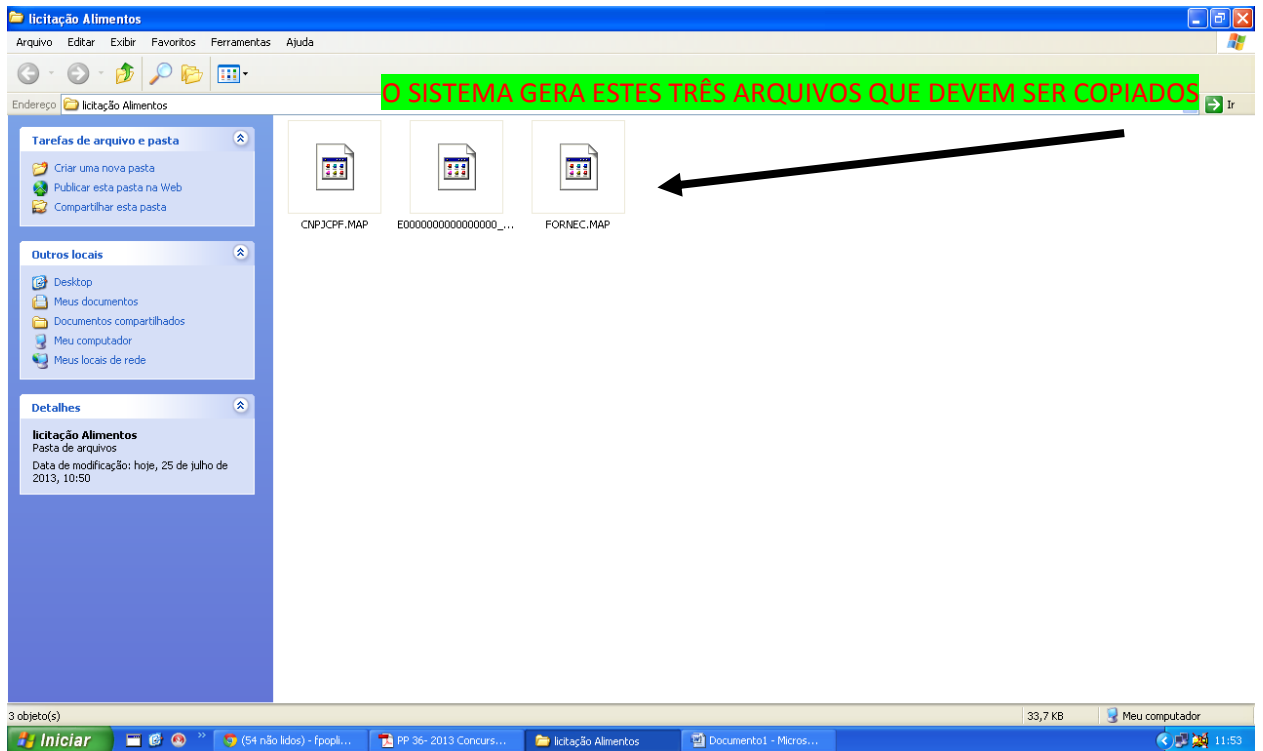 licitação Alimentos
Arquivo Editar Exibir Favoritos Ferramentas Ajuda
O SISTEMA GERA ESTES TRÊS ARQUIVOS QUE DEVEM SER COPIADOS
Endereço licitação Alimentos Ir
Tarefas de arquivo e pasta
Criar uma nova pasta
Publicar esta pasta na Web
Compartilhar esta pasta
Outros locais
Desktop
Meus documentos
Documentos compartilhados
Meu computador
Meus locais de rede
Detalhes
licitação Alimentos
Pasta de arquivos
Data de modificação: hoje, 25 de julho de
2013, 10:50
CNPJCPF.MAP E0000000000000000_... FORNEC.MAP
3 objeto(s) 33,7 KB Meu computador
Iniciar (54 não lidos) - fpopli... PP 36- 2013 Concurs... licitação Alimentos Documento1 - Micros... 11:53